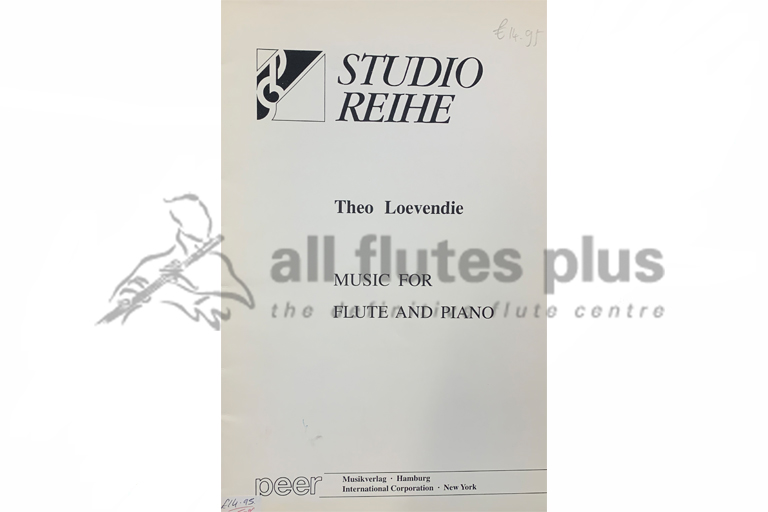 £14.95
STUDIO
REIHE
Theo Loevendie
all flutes plus
MUSIC FOR
the definitive flute centre
FLUTE AND PIANO
peer
Musikverlag · Hamburg
International Corporation · New York
£14.95